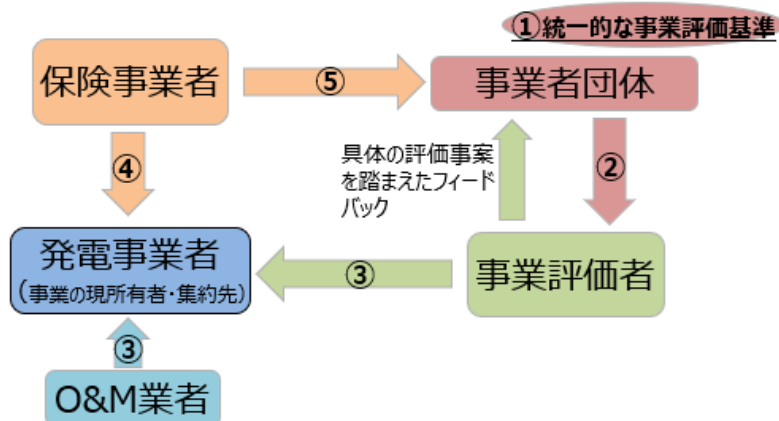 ①統一的な事業評価基準
保険事業者
⑤
事業者団体
④
具体の評価事案
を踏まえたフィード
バック
②
発電事業者
(事業の現所有者・集約先)
③
事業評価者
③
O&M業者